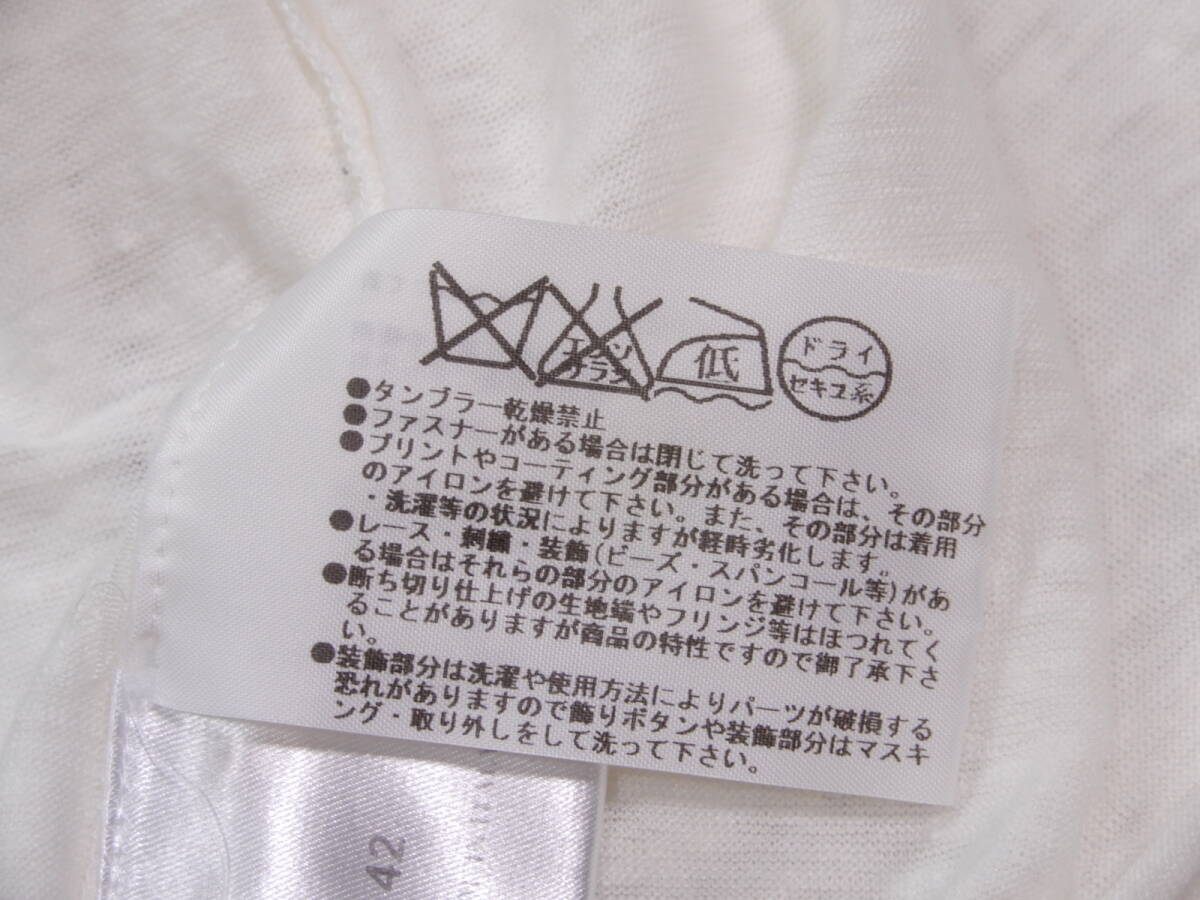 エンソ
サラシ
低
ドライ
セキユ系
●タンブラー乾燥禁止
●ファスナーがある場合は閉じて洗って下さい。
●プリントやコーティング部分がある場合は、その部分
のアイロンを避けて下さい。また、その部分は着用
・洗濯等の状況によりますが経時劣化します。
●レース・刺繍・装飾(ビーズ・スパンコール等)があ
る場合はそれらの部分のアイロンを避けて下さい。
●断ち切り仕上げの生地端やフリンジ等はほつれてく
ることがありますが商品の特性ですので御了承下さ
い。
●装飾部分は洗濯や使用方法によりパーツが破損する
恐れがありますので飾りボタンや装飾部分はマスキ
ング・取り外しをして洗って下さい。
42